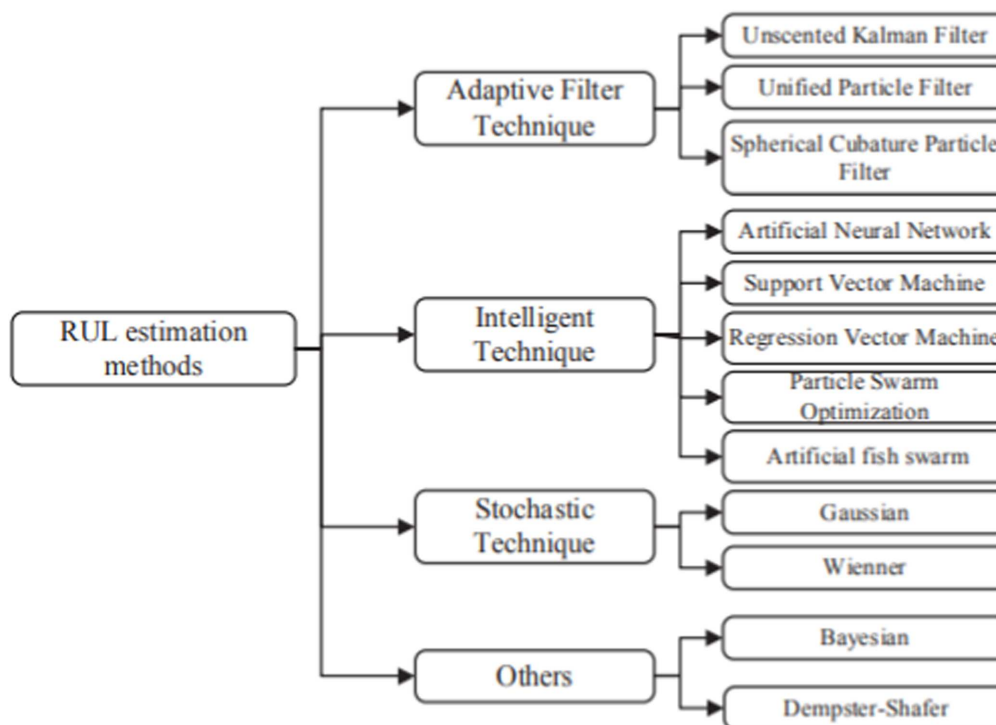 RUL estimation
methods
Adaptive Filter
Technique
Unscented Kalman Filter
Unified Particle Filter
Spherical Cubature Particle
Filter
Intelligent
Technique
Artificial Neural Network
Support Vector Machine
Regression Vector Machine
Particle Swarm
Optimization
Artificial fish swarm
Stochastic
Technique
Gaussian
Wienner
Others
Bayesian
Dempster-Shafer